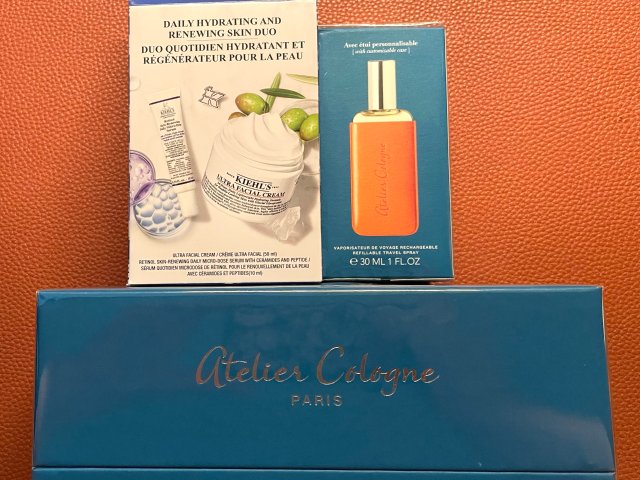 DAILY HYDRATING AND
RENEWING SKIN DUO
DUO QUOTIDIEN HYDRATANT ET
RÉGÉNÉRATEUR POUR LA PEAU
KIEHL'S
KIEHL'S
ULTRA FACIAL CREAM
ULTRA FACIAL CREAM / CRÈME ULTRA FACIAL (50 ml)
RETINOL SKIN-RENEWING DAILY MICRO-DOSE SERUM WITH CERAMIDES AND PEPTIDE /
SÉRUM QUOTIDIEN MICRODOSE DE RÉTINOL POUR LE RENOUVELLEMENT DE LA PEAU
AVEC CÉRAMIDES ET PEPTIDES (10 ml)
Avec étui personnalisable
[ with customizable case ]
Atelier Cologne
VAPORISATEUR DE VOYAGE RECHARGEABLE
REFILLABLE TRAVEL SPRAY
e 30 ML 1 FL.OZ
Atelier Cologne
PARIS